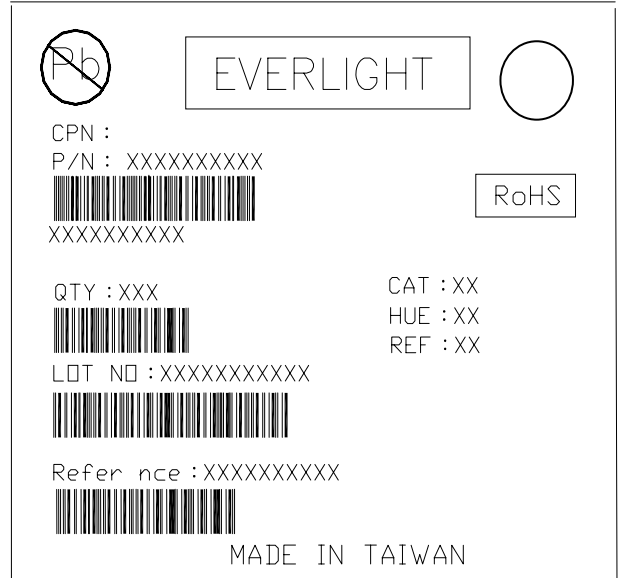 Pb
EVERLIGHT
CPN :
P/N : XXXXXXXXXX
RoHS
XXXXXXXXXX
QTY : XXX
CAT : XX
HUE : XX
REF : XX
LOT NO : XXXXXXXXXXX
Refer nce : XXXXXXXXXX
MADE IN TAIWAN